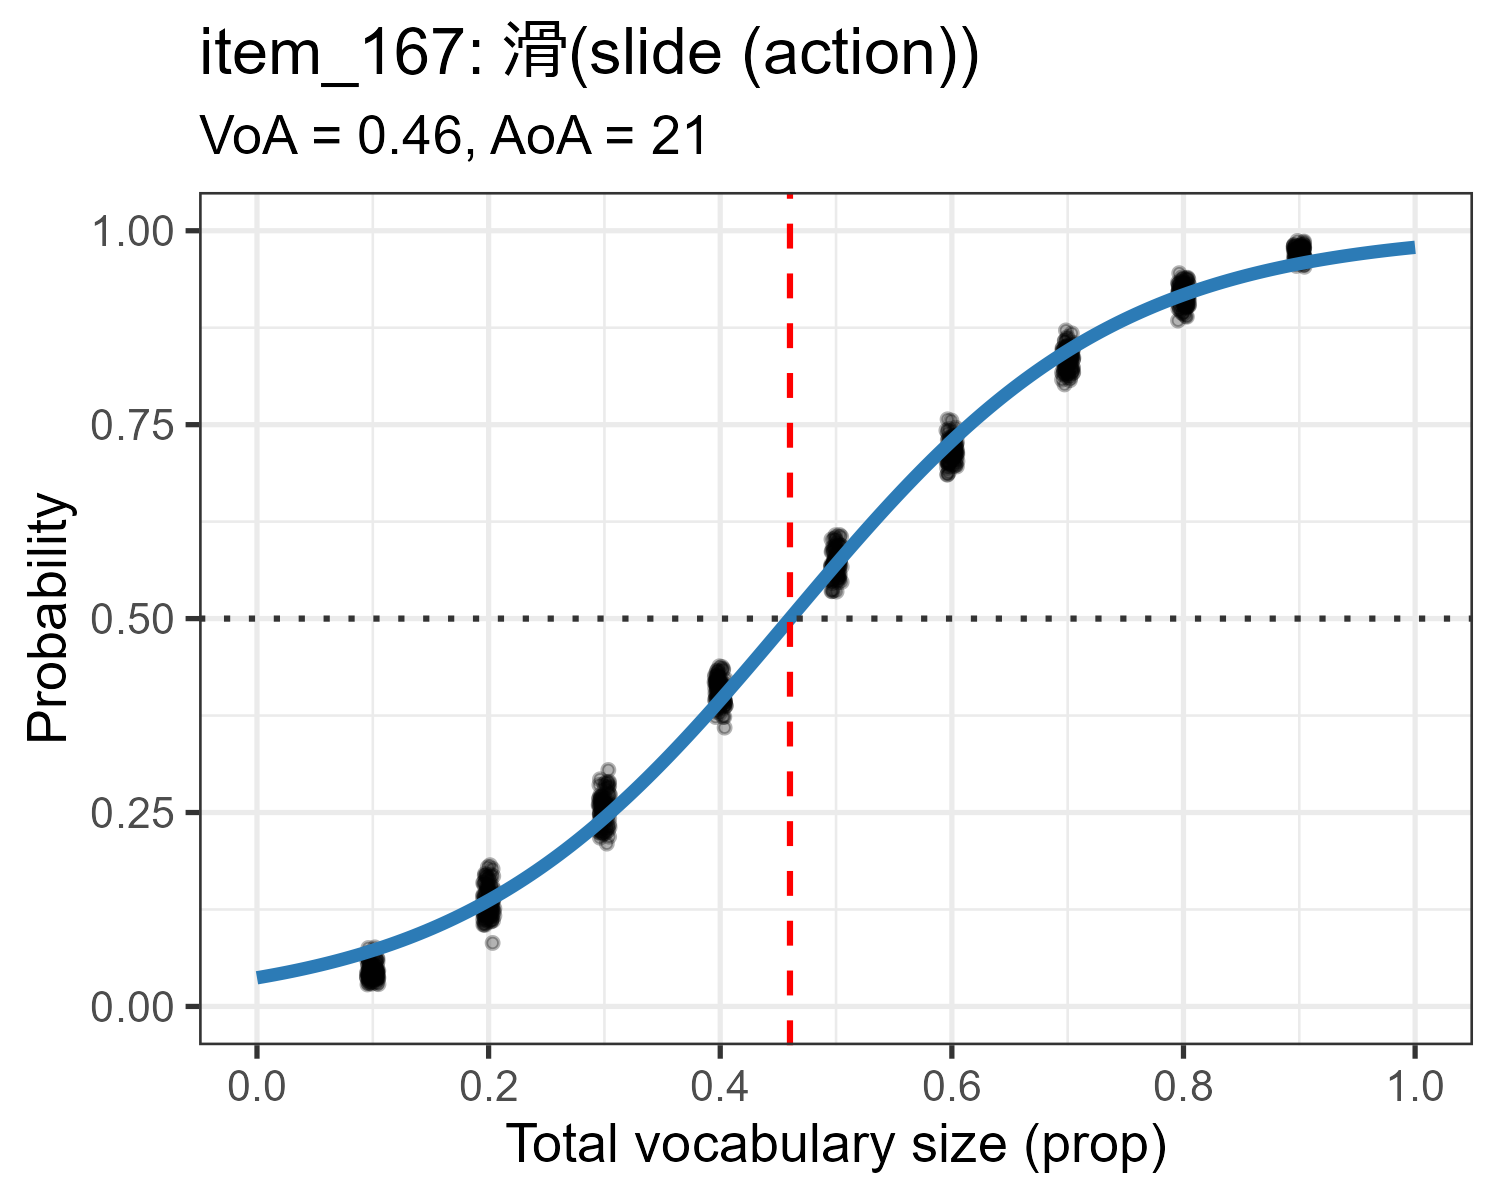 item_167: 滑(slide (action))
VoA = 0.46, AoA = 21
1.00
0.75
0.50
0.25
0.00
Probability
0.0 0.2 0.4 0.6 0.8 1.0
Total vocabulary size (prop)